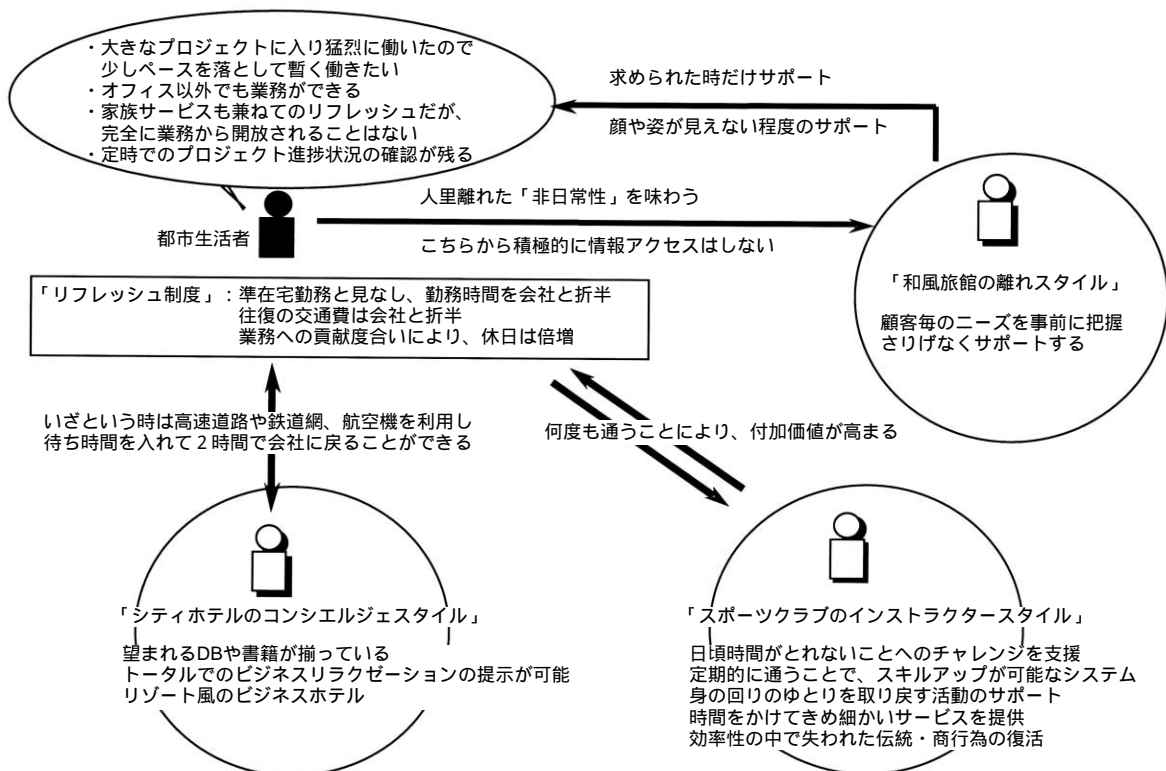 ・大きなプロジェクトに入り猛烈に働いたので
少しペースを落として暫く働きたい
・オフィス以外でも業務ができる
・家族サービスも兼ねてのリフレッシュだが、
完全に業務から開放されることはない
・定時でのプロジェクト進捗状況の確認が残る
求められた時だけサポート
顔や姿が見えない程度のサポート
都市生活者
人里離れた「非日常性」を味わう
こちらから積極的に情報アクセスはしない
「和風旅館の離れスタイル」
顧客毎のニーズを事前に把握
さりげなくサポートする
「リフレッシュ制度」：準在宅勤務と見なし、勤務時間を会社と折半
往復の交通費は会社と折半
業務への貢献度合いにより、休日は倍増
いざという時は高速道路や鉄道網、航空機を利用し
待ち時間を入れて２時間で会社に戻ることができる
何度も通うことにより、付加価値が高まる
「シティホテルのコンシエルジェスタイル」
望まれるDBや書籍が揃っている
トータルでのビジネスリラクゼーションの提示が可能
リゾート風のビジネスホテル
「スポーツクラブのインストラクタースタイル」
日頃時間がとれないことへのチャレンジを支援
定期的に通うことで、スキルアップが可能なシステム
身の回りのゆとりを取り戻す活動のサポート
時間をかけてきめ細かいサービスを提供
効率性の中で失われた伝統・商行為の復活